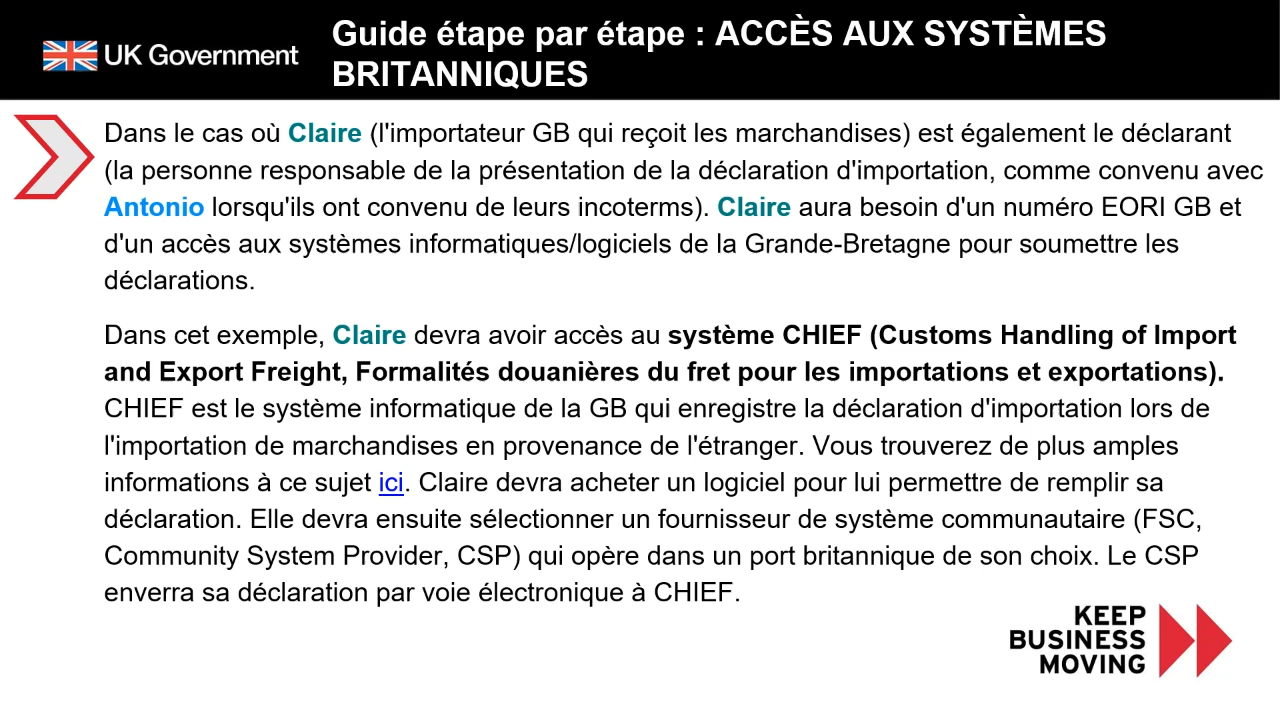 UK Government
Guide étape par étape : ACCÈS AUX SYSTÈMES
BRITANNIQUES
Dans le cas où Claire (l'importateur GB qui reçoit les marchandises) est également le déclarant
(la personne responsable de la présentation de la déclaration d'importation, comme convenu avec
Antonio lorsqu'ils ont convenu de leurs incoterms). Claire aura besoin d'un numéro EORI GB et
d'un accès aux systèmes informatiques/logiciels de la Grande-Bretagne pour soumettre les
déclarations.
Dans cet exemple, Claire devra avoir accès au système CHIEF (Customs Handling of Import
and Export Freight, Formalités douanières du fret pour les importations et exportations).
CHIEF est le système informatique de la GB qui enregistre la déclaration d'importation lors de
l'importation de marchandises en provenance de l'étranger. Vous trouverez de plus amples
informations à ce sujet ici. Claire devra acheter un logiciel pour lui permettre de remplir sa
déclaration. Elle devra ensuite sélectionner un fournisseur de système communautaire (FSC,
Community System Provider, CSP) qui opère dans un port britannique de son choix. Le CSP
enverra sa déclaration par voie électronique à CHIEF.
KEEP
BUSINESS
MOVING